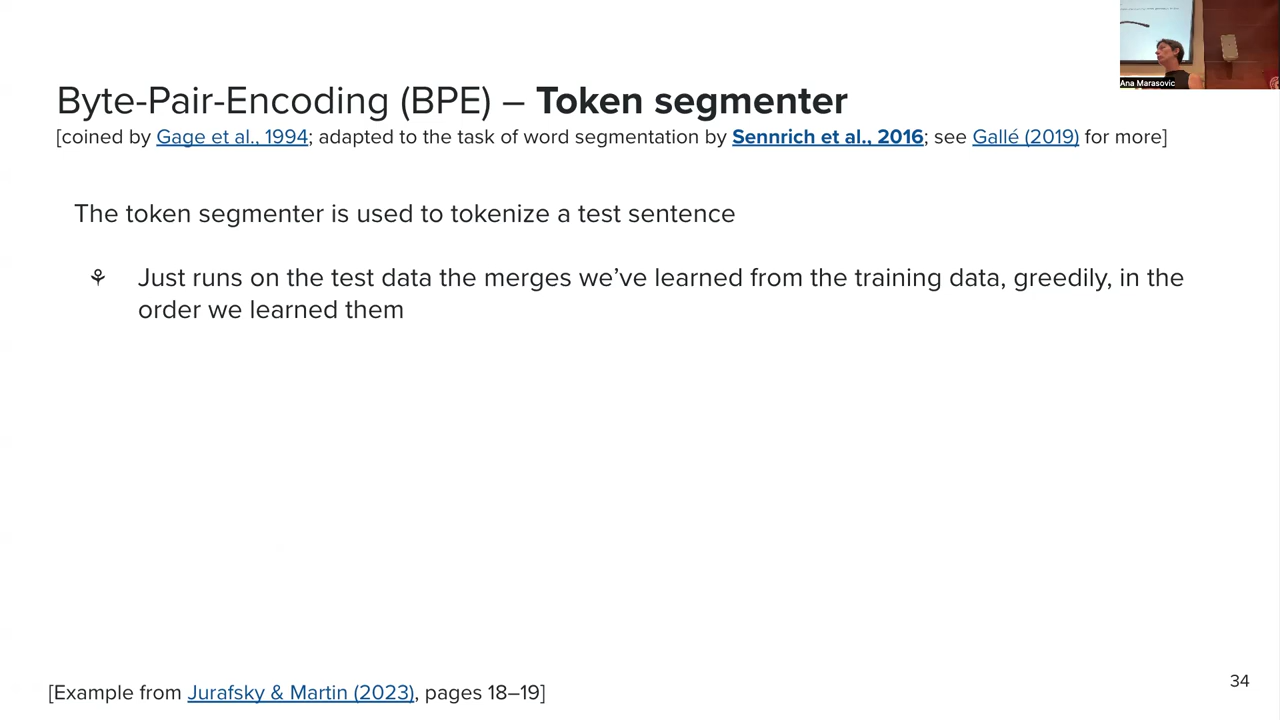 Ana Marasovic
Byte-Pair-Encoding (BPE) – Token segmenter
[coined by Gage et al., 1994; adapted to the task of word segmentation by Sennrich et al., 2016; see Gallé (2019) for more]
The token segmenter is used to tokenize a test sentence
Just runs on the test data the merges we’ve learned from the training data, greedily, in the
order we learned them
[Example from Jurafsky & Martin (2023), pages 18–19]
34